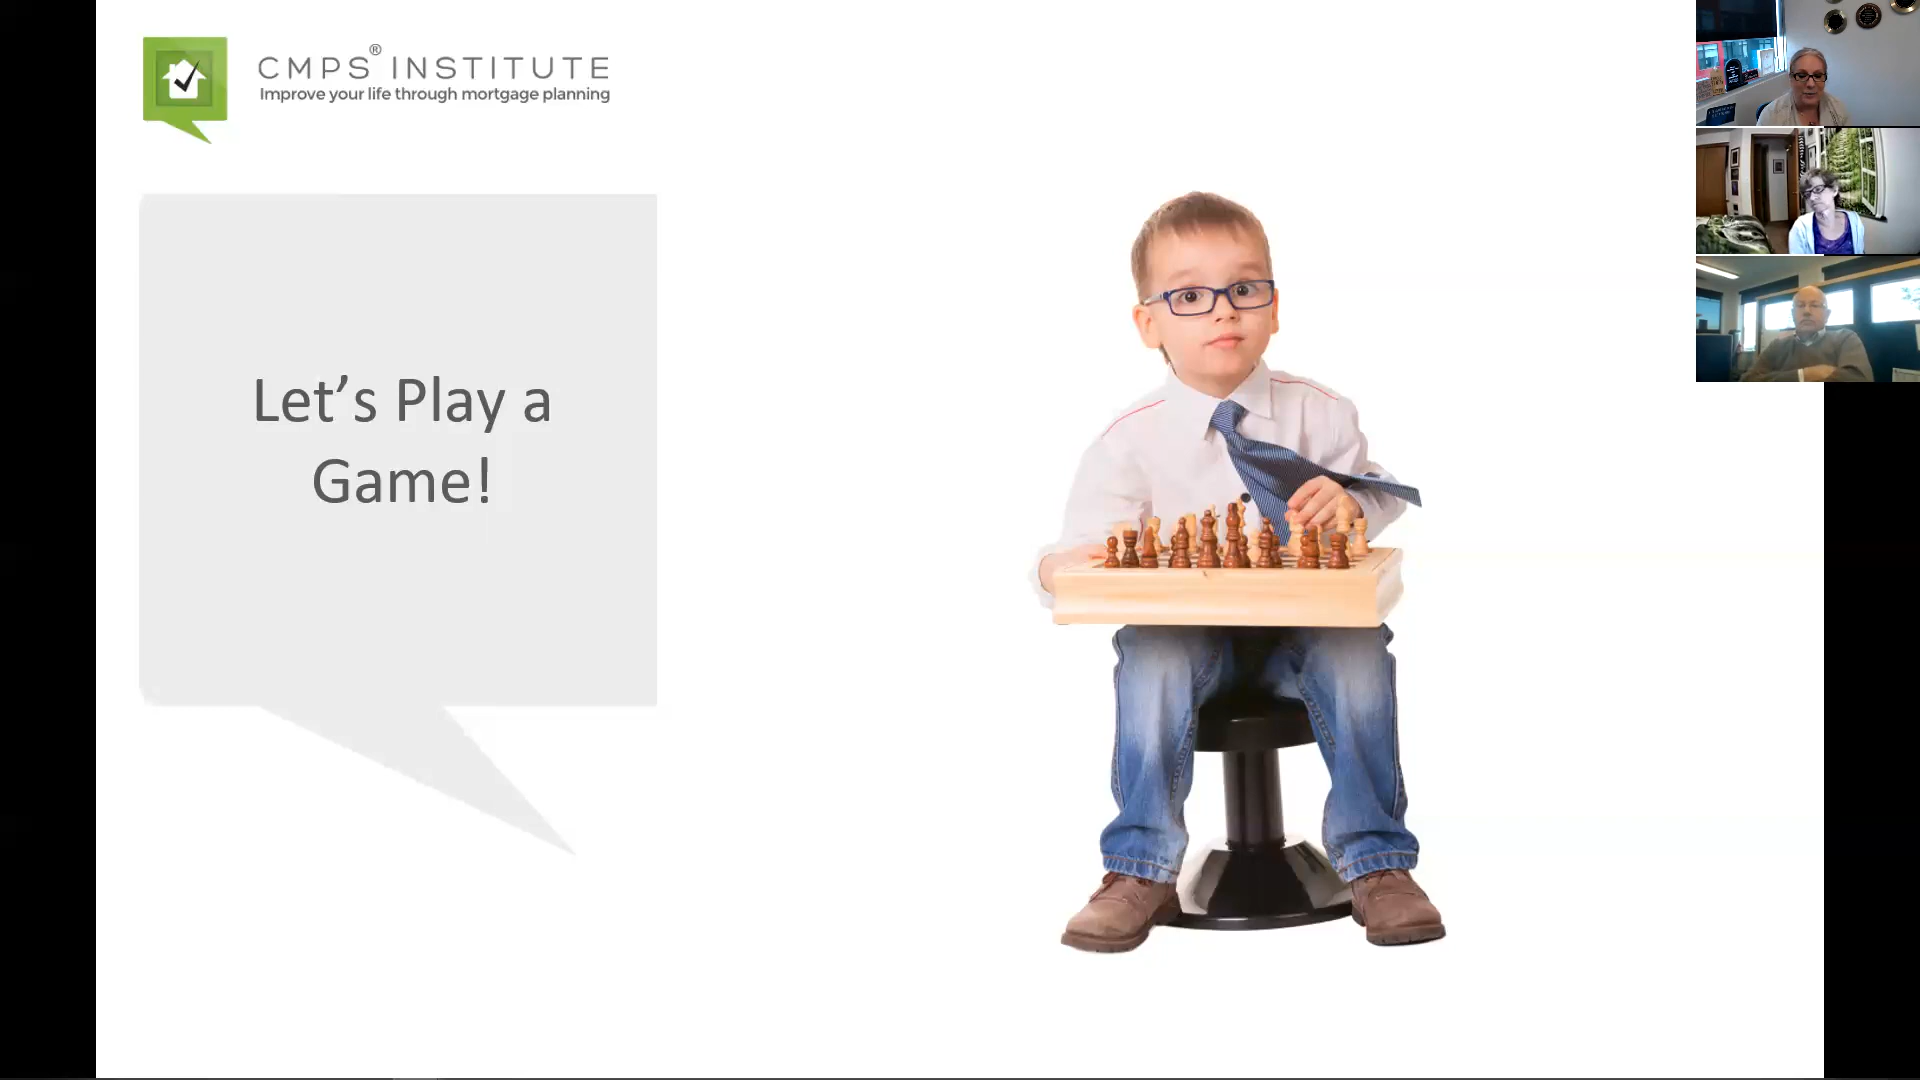 CMPS® INSTITUTE
Improve your life through mortgage planning
Let’s Play a
Game!